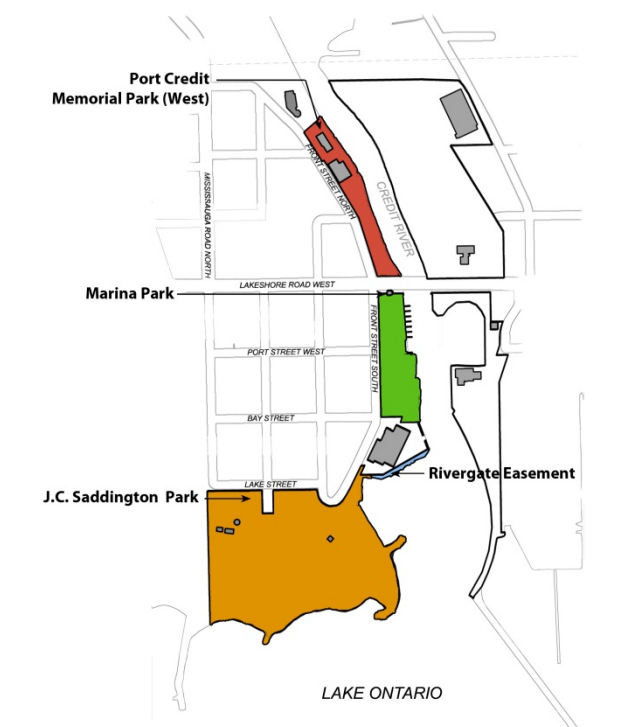 Port Credit
Memorial Park (West)
FRONT STREET NORTH
MISSISSAUGA ROAD NORTH
CREDIT RIVER
LAKESHORE ROAD WEST
Marina Park
FRONT STREET SOUTH
PORT STREET WEST
BAY STREET
Rivergate Easement
LAKE STREET
J.C. Saddington Park
LAKE ONTARIO